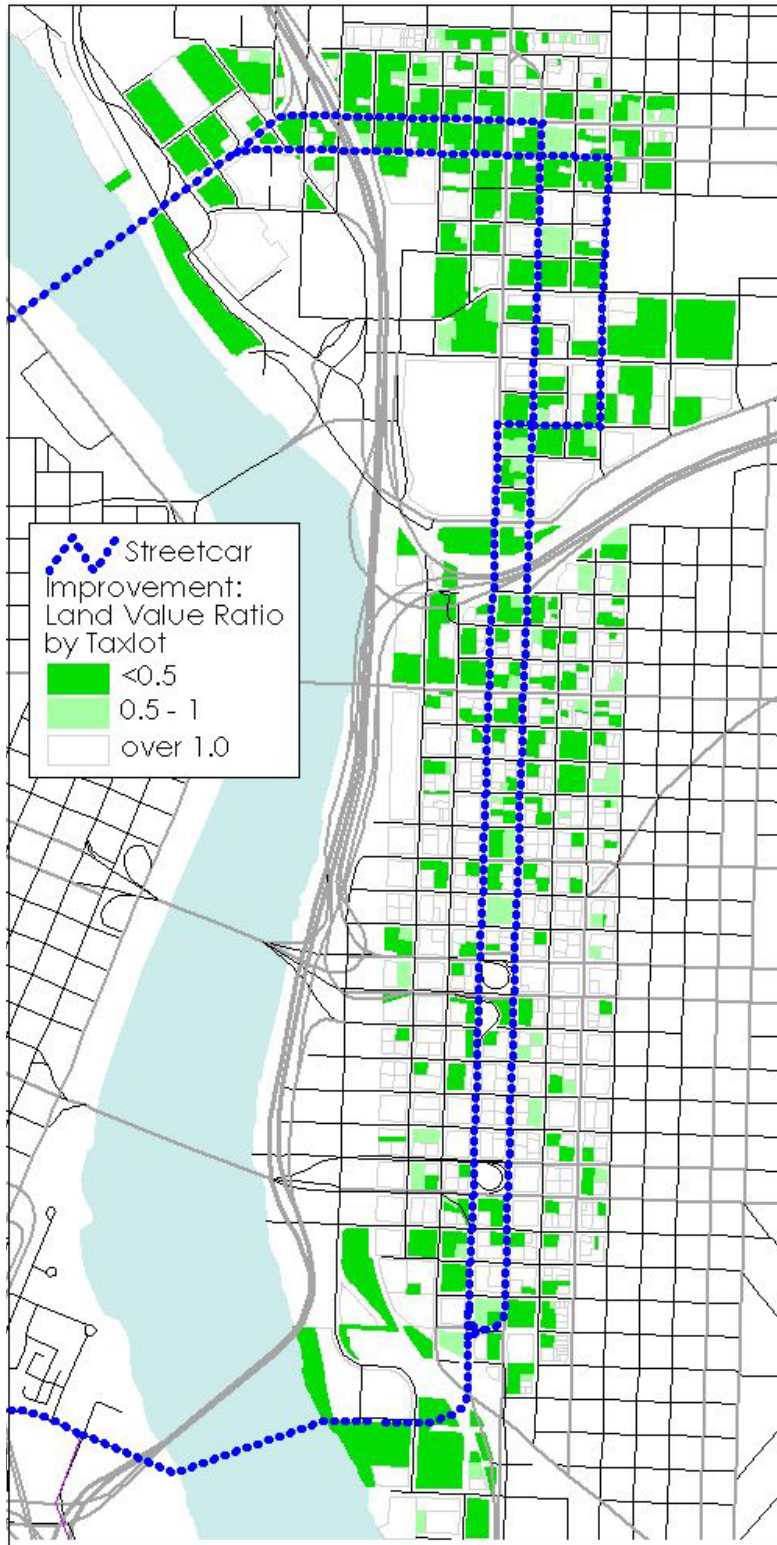 Streetcar
Improvement:
Land Value Ratio
by Taxlot
<0.5
0.5 - 1
over 1.0